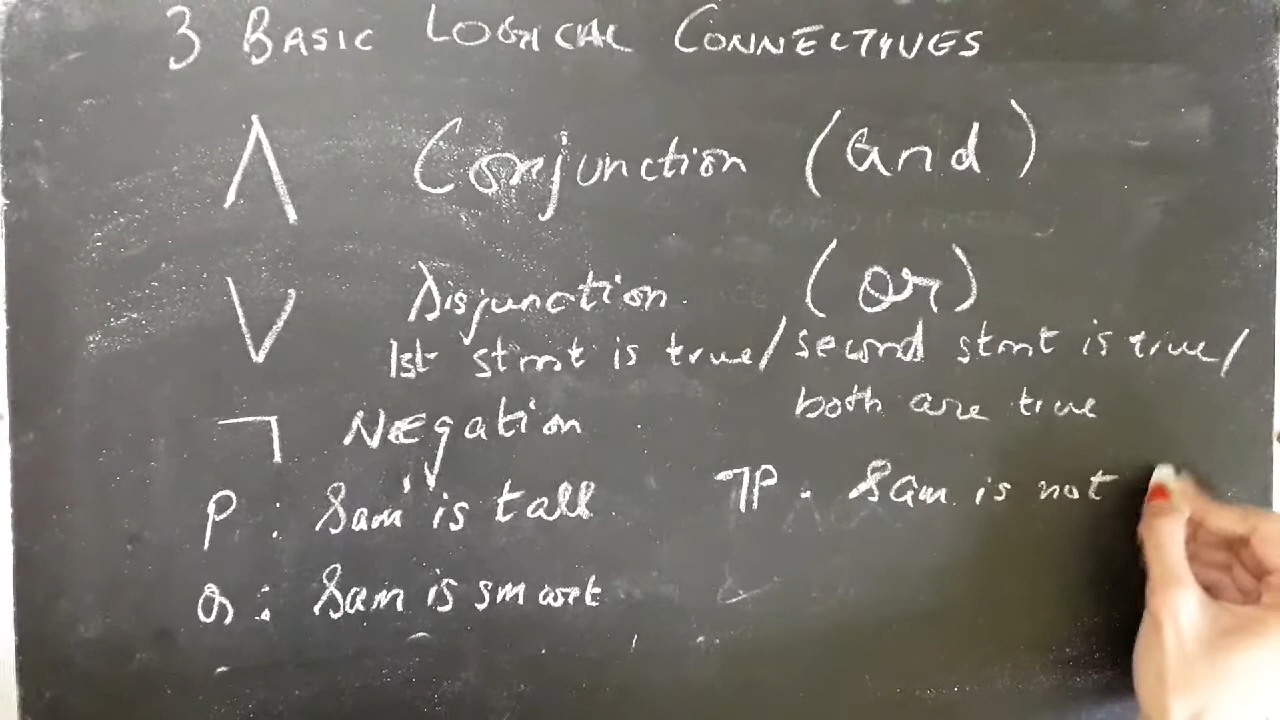 3 BASIC LOGICAL CONNECTIVES
∧ Conjunction (and)
∨ Disjunction. (or)
1st stmt is true/second stmt is true/
both are true
¬ NEgation
P : Sam is tall
¬P . Sam is not
Q : Sam is smart